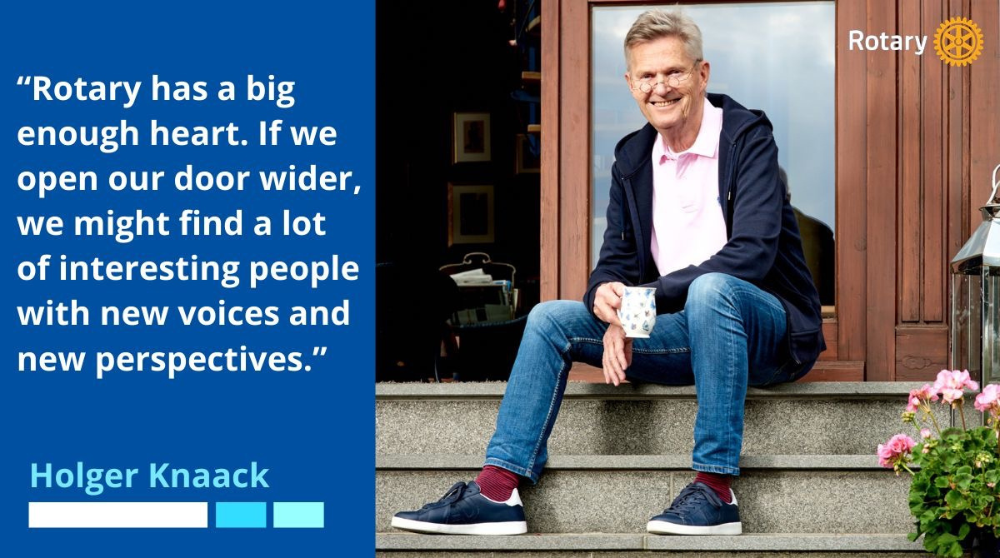 “Rotary has a big
enough heart. If we
open our door wider,
we might find a lot
of interesting people
with new voices and
new perspectives.”
Holger Knaack
Rotary